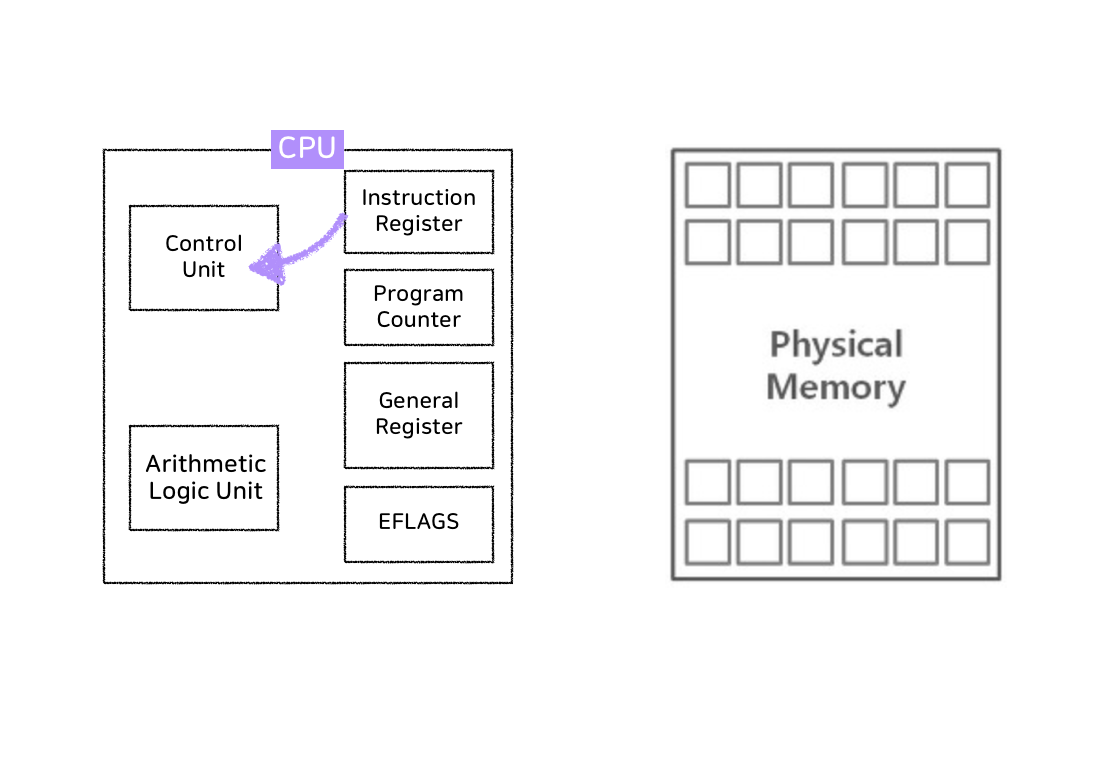 CPU
Instruction
Register
Control
Unit
Program
Counter
General
Register
Arithmetic
Logic Unit
EFLAGS
Physical
Memory